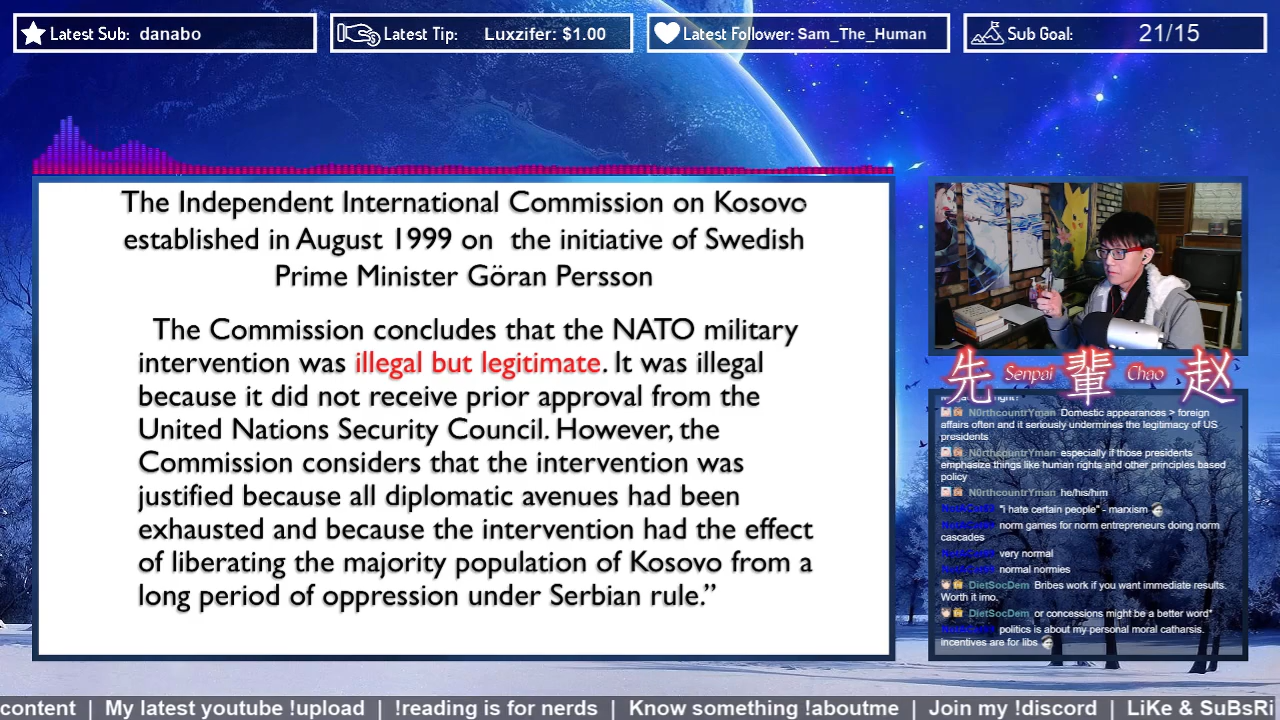 Latest Sub: danabo
Latest Tip: Luxzifer: $1.00
Latest Follower: Sam_The_Human
Sub Goal: 21/15
The Independent International Commission on Kosovo
established in August 1999 on the initiative of Swedish
Prime Minister Göran Persson
The Commission concludes that the NATO military
intervention was illegal but legitimate. It was illegal
because it did not receive prior approval from the
United Nations Security Council. However, the
Commission considers that the intervention was
justified because all diplomatic avenues had been
exhausted and because the intervention had the effect
of liberating the majority population of Kosovo from a
long period of oppression under Serbian rule.”
先 Senpai 輩 Chao 赵
N0rthcountrYman Domestic appearances > foreign
affairs often and it seriously undermines the legitimacy of US
presidents
N0rthcountrYman especially if those presidents
emphasize things like human rights and other principles based
policy
N0rthcountrYman he/his/him
"i hate certain people" - marxism
norm games for norm entrepreneurs doing norm
cascades
very normal
normal normies
DietSocDem Bribes work if you want immediate results.
Worth it imo.
DietSocDem or concessions might be a better word*
politics is about my personal moral catharsis.
incentives are for libs
content | My latest youtube !upload | !reading is for nerds | Know something !aboutme | Join my !discord | LiKe & SuBsRi